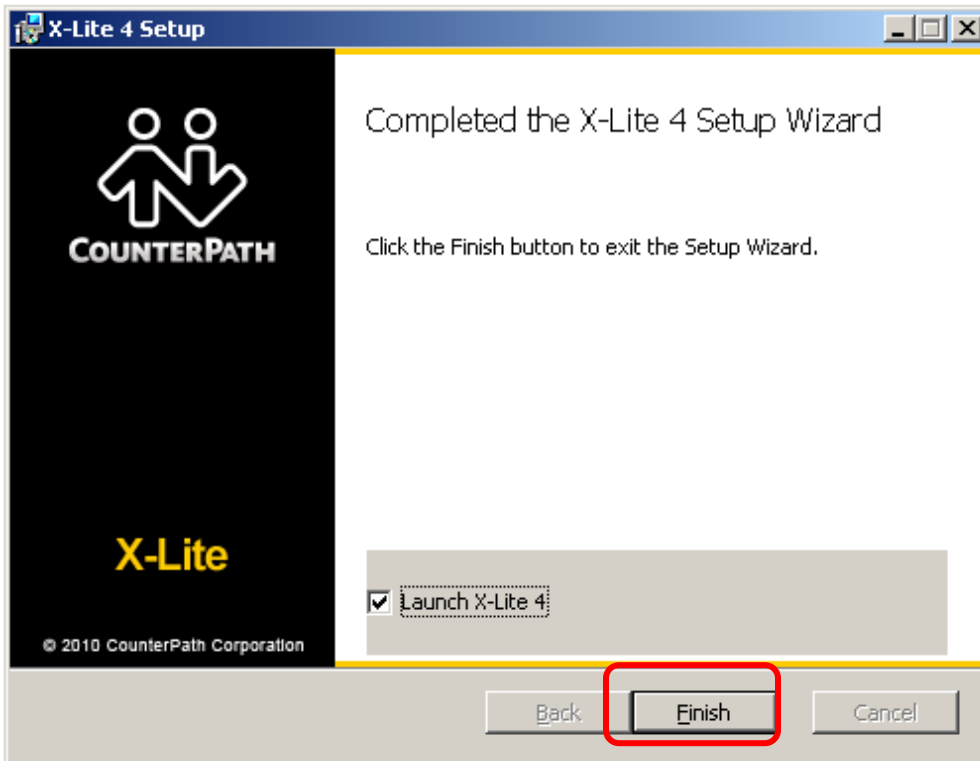 X-Lite 4 Setup
COUNTERPATH
Completed the X-Lite 4 Setup Wizard
Click the Finish button to exit the Setup Wizard.
X-Lite
Launch X-Lite 4
© 2010 CounterPath Corporation
Back
Finish
Cancel